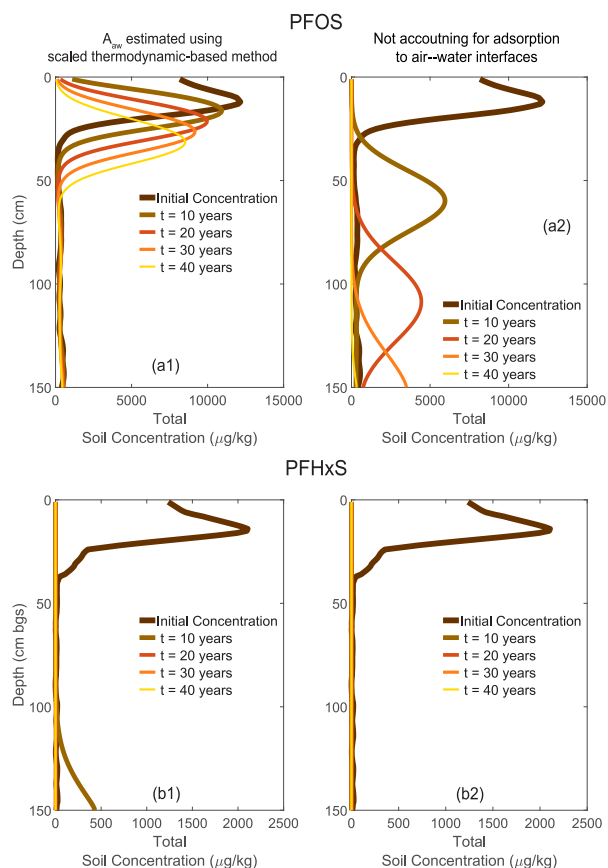 PFOS
A_aw estimated using
scaled thermodynamic-based method
Not accoutning for adsorption
to air--water interfaces
0
50
100
150
Depth (cm)
Initial Concentration
t = 10 years
t = 20 years
t = 30 years
t = 40 years
(a1)
0 5000 10000 15000
Total
Soil Concentration (μg/kg)
0
50
100
150
(a2)
Initial Concentration
t = 10 years
t = 20 years
t = 30 years
t = 40 years
0 5000 10000 15000
Total
Soil Concentration (μg/kg)
PFHxS
0
50
100
150
Depth (cm bgs)
Initial Concentration
t = 10 years
t = 20 years
t = 30 years
t = 40 years
(b1)
0 500 1000 1500 2000 2500
Total
Soil Concentration (μg/kg)
0
50
100
150
Initial Concentration
t = 10 years
t = 20 years
t = 30 years
t = 40 years
(b2)
0 500 1000 1500 2000 2500
Total
Soil Concentration (μg/kg)